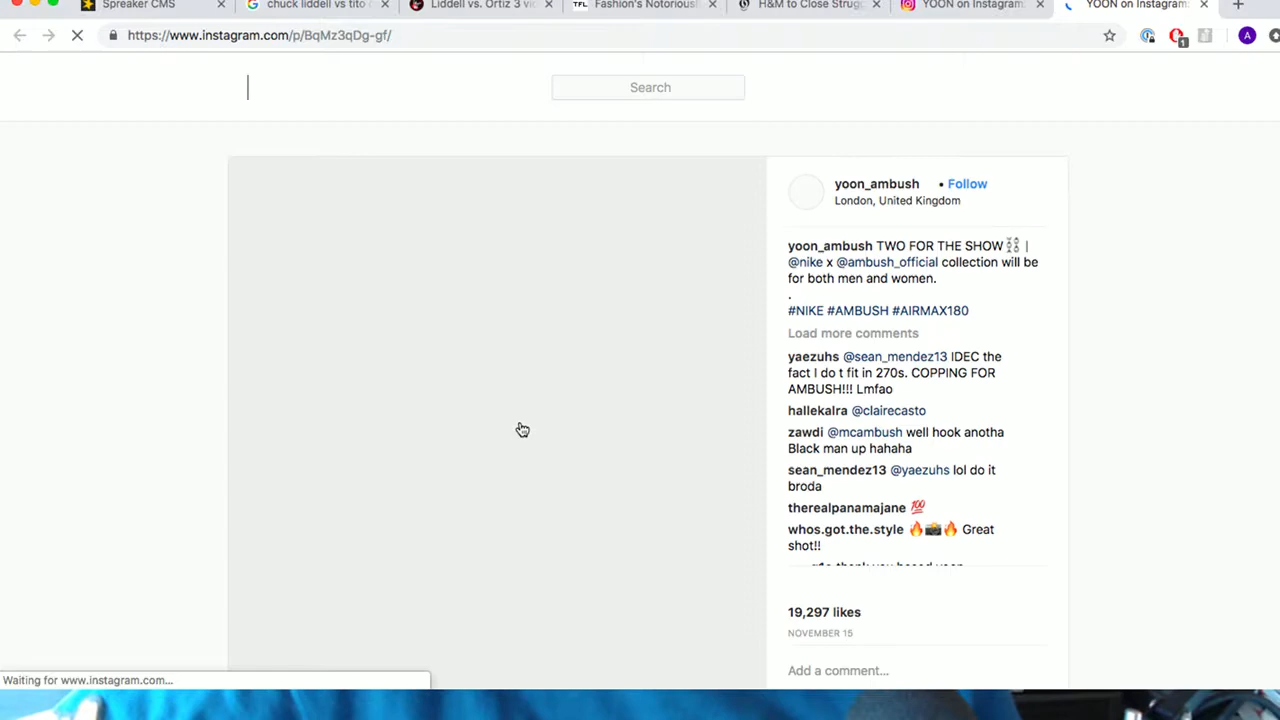 Spreaker CMS
chuck liddell vs tito
Liddell vs. Ortiz 3 vi
TFL Fashion's Notorious
H&M to Close Strugg
YOON on Instagram
YOON on Instagram:
https://www.instagram.com/p/BqMz3qDg-gf/
1
A
Search
yoon_ambush • Follow
London, United Kingdom
yoon_ambush TWO FOR THE SHOW⛓⛓ |
@nike x @ambush_official collection will be
for both men and women.
.
#NIKE #AMBUSH #AIRMAX180
Load more comments
yaezuhs @sean_mendez13 IDEC the
fact I do t fit in 270s. COPPING FOR
AMBUSH!!! Lmfao
hallekalra @clairecasto
zawdi @mcambush well hook anotha
Black man up hahaha
sean_mendez13 @yaezuhs lol do it
broda
therealpanamajane 💯
whos.got.the.style 🔥📸🔥 Great
shot!!
19,297 likes
NOVEMBER 15
Add a comment...
Waiting for www.instagram.com...